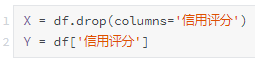 1 X = df.drop(columns='信用评分')
2 Y = df['信用评分']